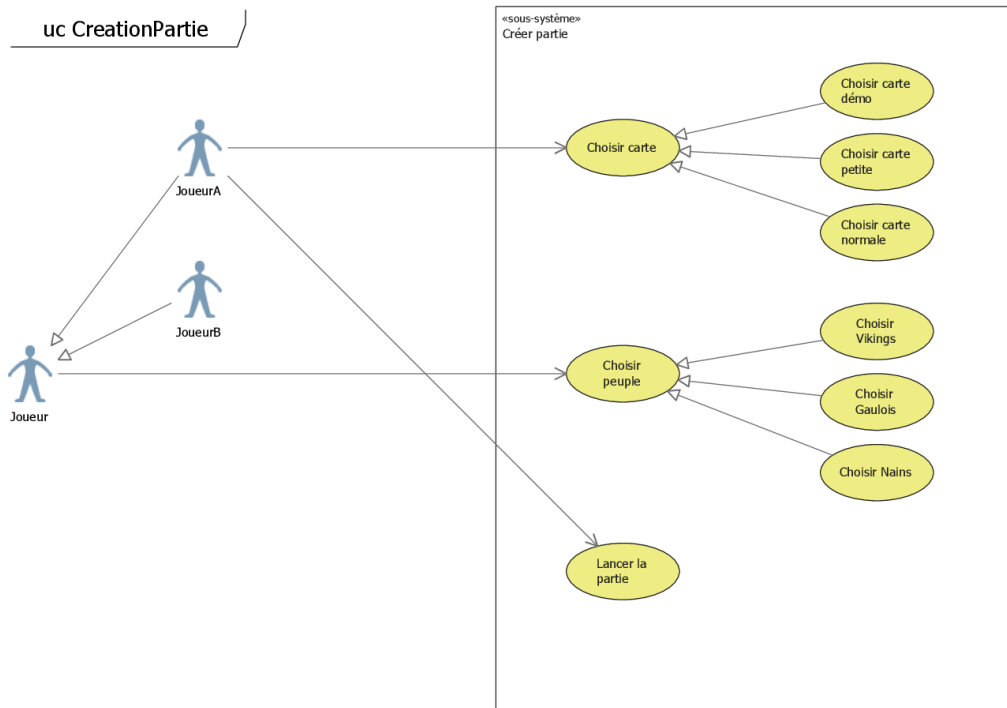 uc CreationPartie
«sous-système»
Créer partie
JoueurA
JoueurB
Joueur
Choisir carte
Choisir carte
démo
Choisir carte
petite
Choisir carte
normale
Choisir
peuple
Choisir
Vikings
Choisir
Gaulois
Choisir Nains
Lancer la
partie